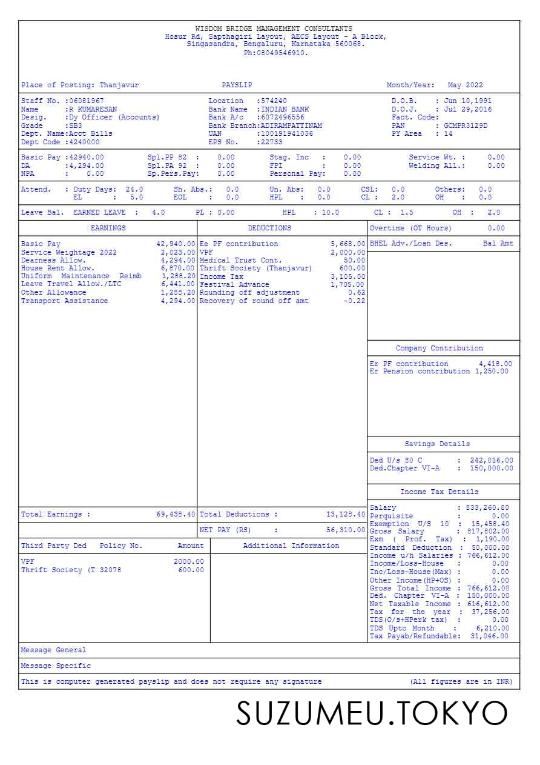 WISDOM BRIDGE MANAGEMENT CONSULTANTS
Hosur Rd, Sapthagiri Layout, AECS Layout - A Block,
Singasandra, Bengaluru, Karnataka 560068.
Ph:08049546910.
Place of Posting: Thanjavur PAYSLIP Month/Year: May 2022
Staff No. :06081967 Location :574240 D.O.B. : Jun 10,1991
Name :R KUMARESAN Bank Name :INDIAN BANK D.O.J. : Jul 29,2016
Desig. :Dy Officer (Accounts) Bank A/c :6072496556 Fact. Code:
Grade :SB3 Bank Branch:ADIRAMPATTINAM PAN : GCMPR3129D
Dept. Name:Acct Bills UAN :100191941036 PY Area : 14
Dept Code :4240000 EPS No. :22733
Basic Pay :42940.00 Spl.PP 82 : 0.00 Stag. Inc : 0.00 Service Wt. : 0.00
DA :4,294.00 Spl.PA 92 : 0.00 FPI : 0.00 Welding All.: 0.00
NPA : 0.00 Sp.Pers.Pay: 0.00 Personal Pay: 0.00
Attend. : Duty Days: 24.0 Sh. Abs.: 0.0 Un. Abs: 0.0 CSL: 0.0 Others: 0.0
EL : 5.0 EOL : 0.0 HPL : 0.0 CL : 2.0 OH : 0.0
Leave Bal. EARNED LEAVE : 4.0 PL : 0.00 HPL : 10.0 CL : 1.5 OH : 2.0
EARNINGS DEDUCTIONS Overtime (OT Hours) 0.00
Basic Pay 42,940.00 Ee PF contribution 5,668.00 BHEL Adv./Loan Des. Bal Amt
Service Weightage 2022 2,023.00 VPF 2,000.00
Dearness Allow. 4,294.00 Medical Trust Cont. 50.00
House Rent Allow. 6,870.00 Thrift Society (Thanjavur) 600.00
Uniform Maintenance Reimb 1,288.20 Income Tax 3,105.00
Leave Travel Allow./LTC 6,441.00 Festival Advance 1,705.00
Other Allowance 1,288.20 Rounding off adjustment 0.62
Transport Assistance 4,294.00 Recovery of round off amt -0.22
Company Contribution
Er PF contribution 4,418.00
Er Pension contribution 1,250.00
Savings Details
Ded U/s 80 C : 242,016.00
Ded.Chapter VI-A : 150,000.00
Income Tax Details
Total Earnings : 69,438.40 Total Deductions : 13,128.40
NET PAY (RS) : 56,310.00
Salary : 833,260.80
Perquisite : 0.00
Exemption U/S 10 : 15,458.40
Gross Salary : 817,802.00
Exm ( Prof. Tax) : 1,190.00
Standard Deduction : 50,000.00
Income u/h Salaries : 766,612.00
Income/Loss-House : 0.00
Inc/Loss-House(Max) : 0.00
Other Income(HP+OS) : 0.00
Gross Total Income : 766,612.00
Ded. Chapter VI-A : 150,000.00
Net Taxable Income : 616,612.00
Tax for the year : 37,256.00
TDS(O/s+HPerk tax) : 0.00
TDS Upto Month : 6,210.00
Tax Payab/Refundable: 31,046.00
Third Party Ded Policy No. Amount Additional Information
VPF 2000.00
Thrift Society (T 32078 600.00
Message General
Message Specific
This is computer generated payslip and does not require any signature (All figures are in INR)
SUZUMEU.TOKYO